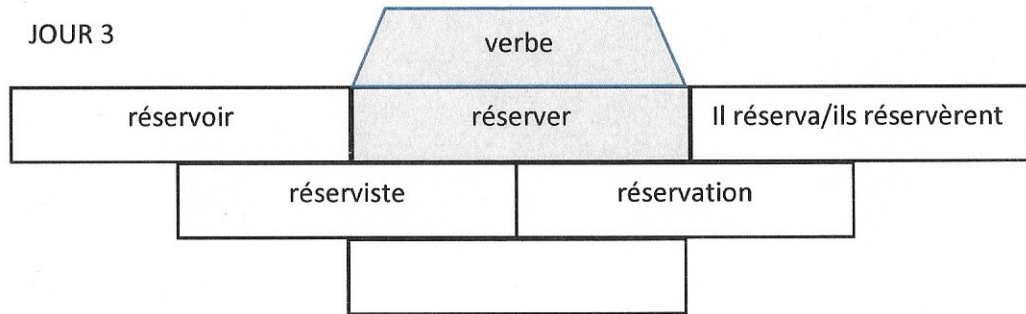 JOUR 3
verbe
réservoir réserver Il réserva/ils réservèrent
réserviste réservation